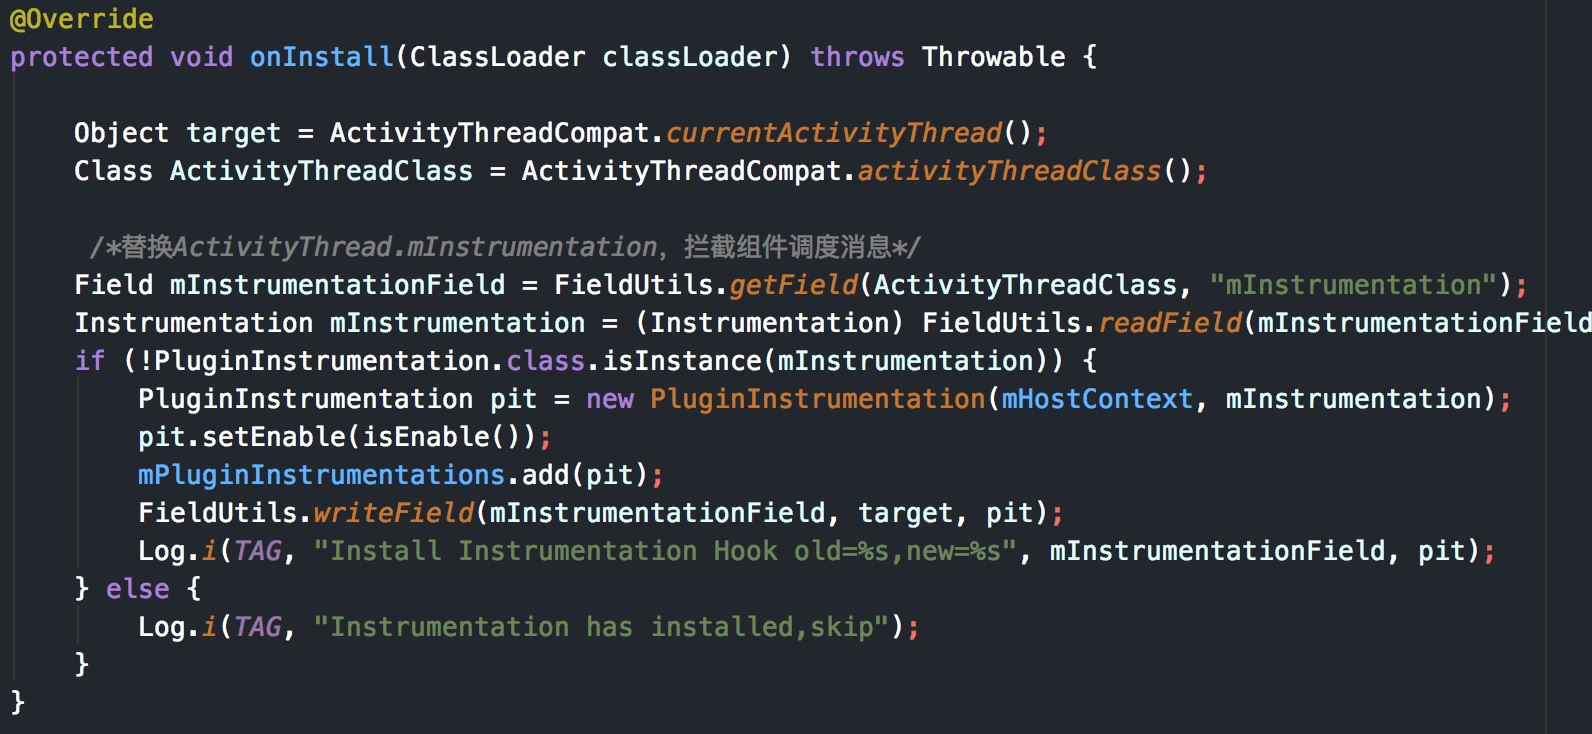 @Override
protected void onInstall(ClassLoader classLoader) throws Throwable {
Object target = ActivityThreadCompat.currentActivityThread();
Class ActivityThreadClass = ActivityThreadCompat.activityThreadClass();
/*替换ActivityThread.mInstrumentation，拦截组件调度消息*/
Field mInstrumentationField = FieldUtils.getField(ActivityThreadClass, "mInstrumentation");
Instrumentation mInstrumentation = (Instrumentation) FieldUtils.readField(mInstrumentationField
if (!PluginInstrumentation.class.isInstance(mInstrumentation)) {
PluginInstrumentation pit = new PluginInstrumentation(mHostContext, mInstrumentation);
pit.setEnable(isEnable());
mPluginInstrumentations.add(pit);
FieldUtils.writeField(mInstrumentationField, target, pit);
Log.i(TAG, "Install Instrumentation Hook old=%s,new=%s", mInstrumentationField, pit);
} else {
Log.i(TAG, "Instrumentation has installed,skip");
}
}